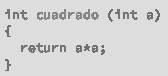 int cuadrado (int a)
{
  return a*a;
}